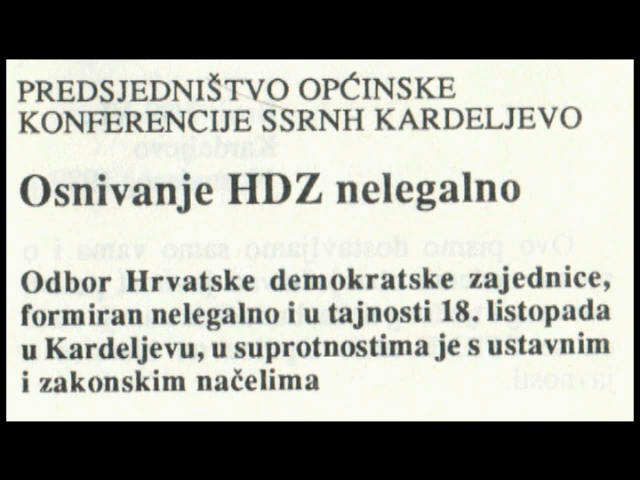 PREDSJEDNIŠTVO OPĆINSKE
KONFERENCIJE SSRNH KARDELJEVO
Osnivanje HDZ nelegalno
Odbor Hrvatske demokratske zajednice,
formiran nelegalno i u tajnosti 18. listopada
u Kardeljevu, u suprotnostima je s ustavnim
i zakonskim načelima